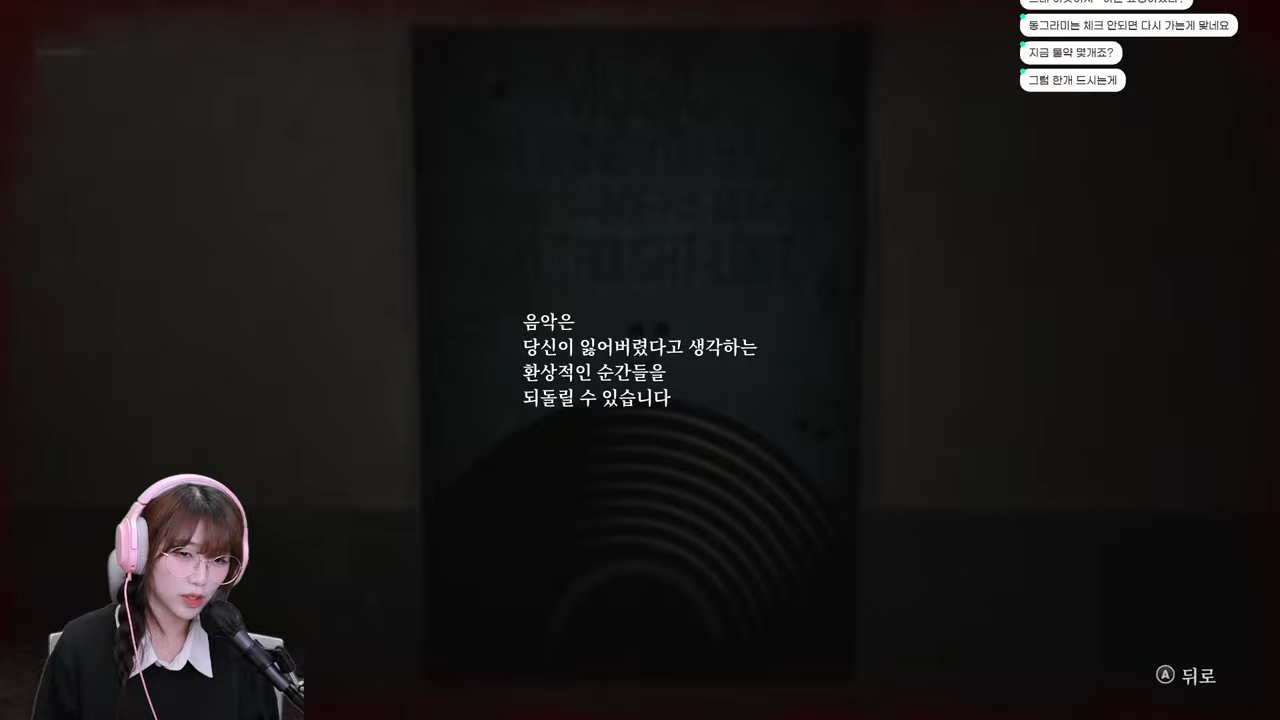 동그라미는 체크 안되면 다시 가는게 맞네요
지금 물약 몇개죠?
그럼 한개 드시는게
음악은
당신이 잃어버렸다고 생각하는
환상적인 순간들을
되돌릴 수 있습니다
A 뒤로